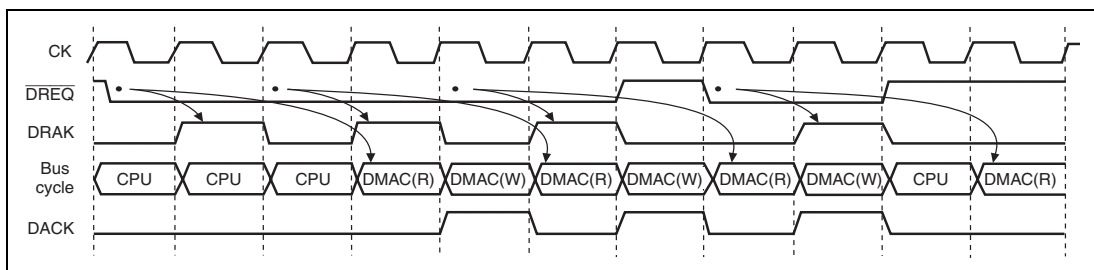 CK
DREQ
DRAK
Bus
cycle
CPU CPU CPU DMAC(R) DMAC(W) DMAC(R) DMAC(W) DMAC(R) DMAC(W) CPU DMAC(R)
DACK